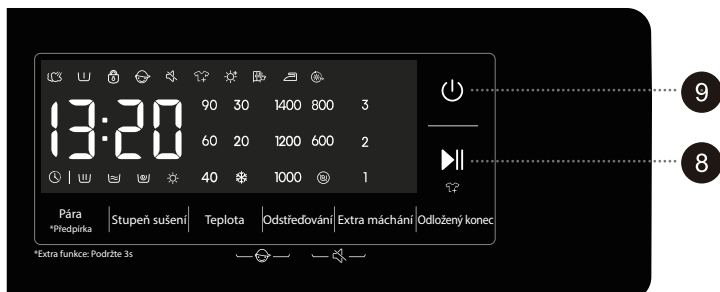 13:20
90 30 1400 800 3
60 20 1200 600 2
40 1000 1
9
8
Pára
*Předpírka
Stupeň sušení
Teplota
Odstřeďování
Extra máchání
Odložený konec
*Extra funkce: Podržte 3s